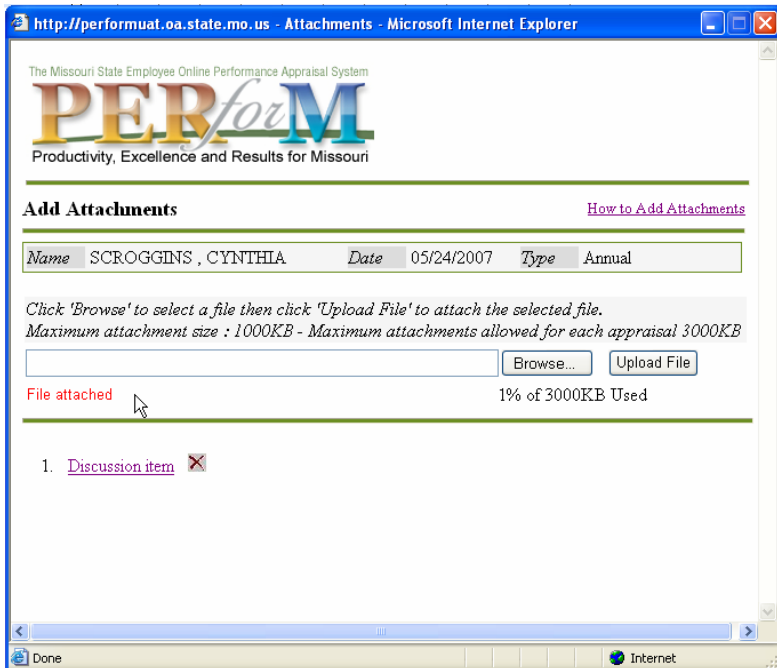 http://performuat.oa.state.mo.us - Attachments - Microsoft Internet Explorer
The Missouri State Employee Online Performance Appraisal System
PERforM
Productivity, Excellence and Results for Missouri
Add Attachments How to Add Attachments
Name SCROGGINS , CYNTHIA Date 05/24/2007 Type Annual
Click 'Browse' to select a file then click 'Upload File' to attach the selected file.
Maximum attachment size : 1000KB - Maximum attachments allowed for each appraisal 3000KB
Browse... Upload File
File attached 1% of 3000KB Used
1. Discussion item
Done Internet